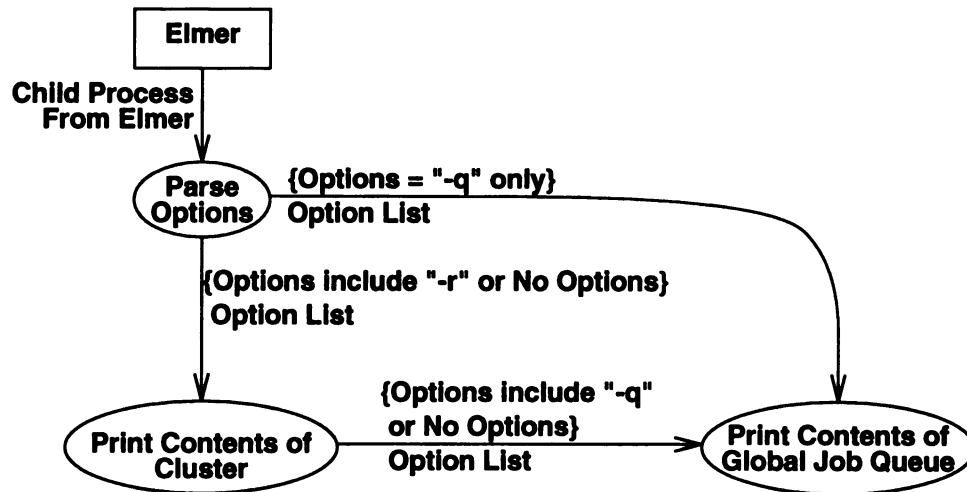 Elmer
Child Process
From Elmer
Parse
Options
{Options = "-q" only}
Option List
{Options include "-r" or No Options}
Option List
{Options include "-q"
or No Options}
Option List
Print Contents of
Cluster
Print Contents of
Global Job Queue